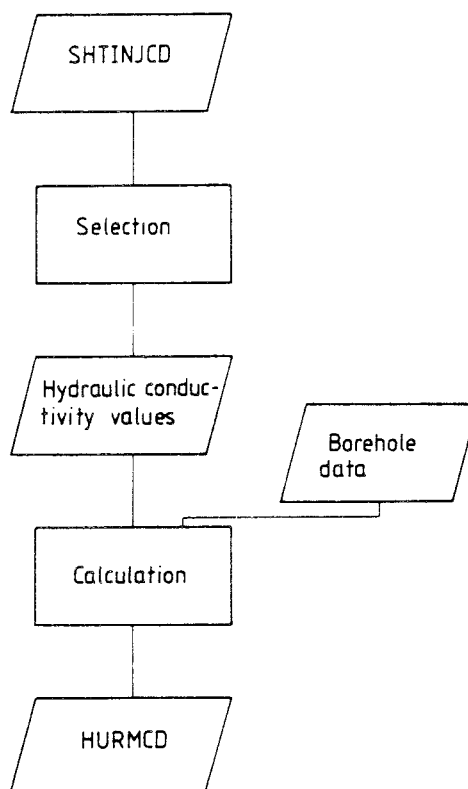 SHTINJCD
Selection
Hydraulic conduc-
tivity values
Borehole
data
Calculation
HURMCD